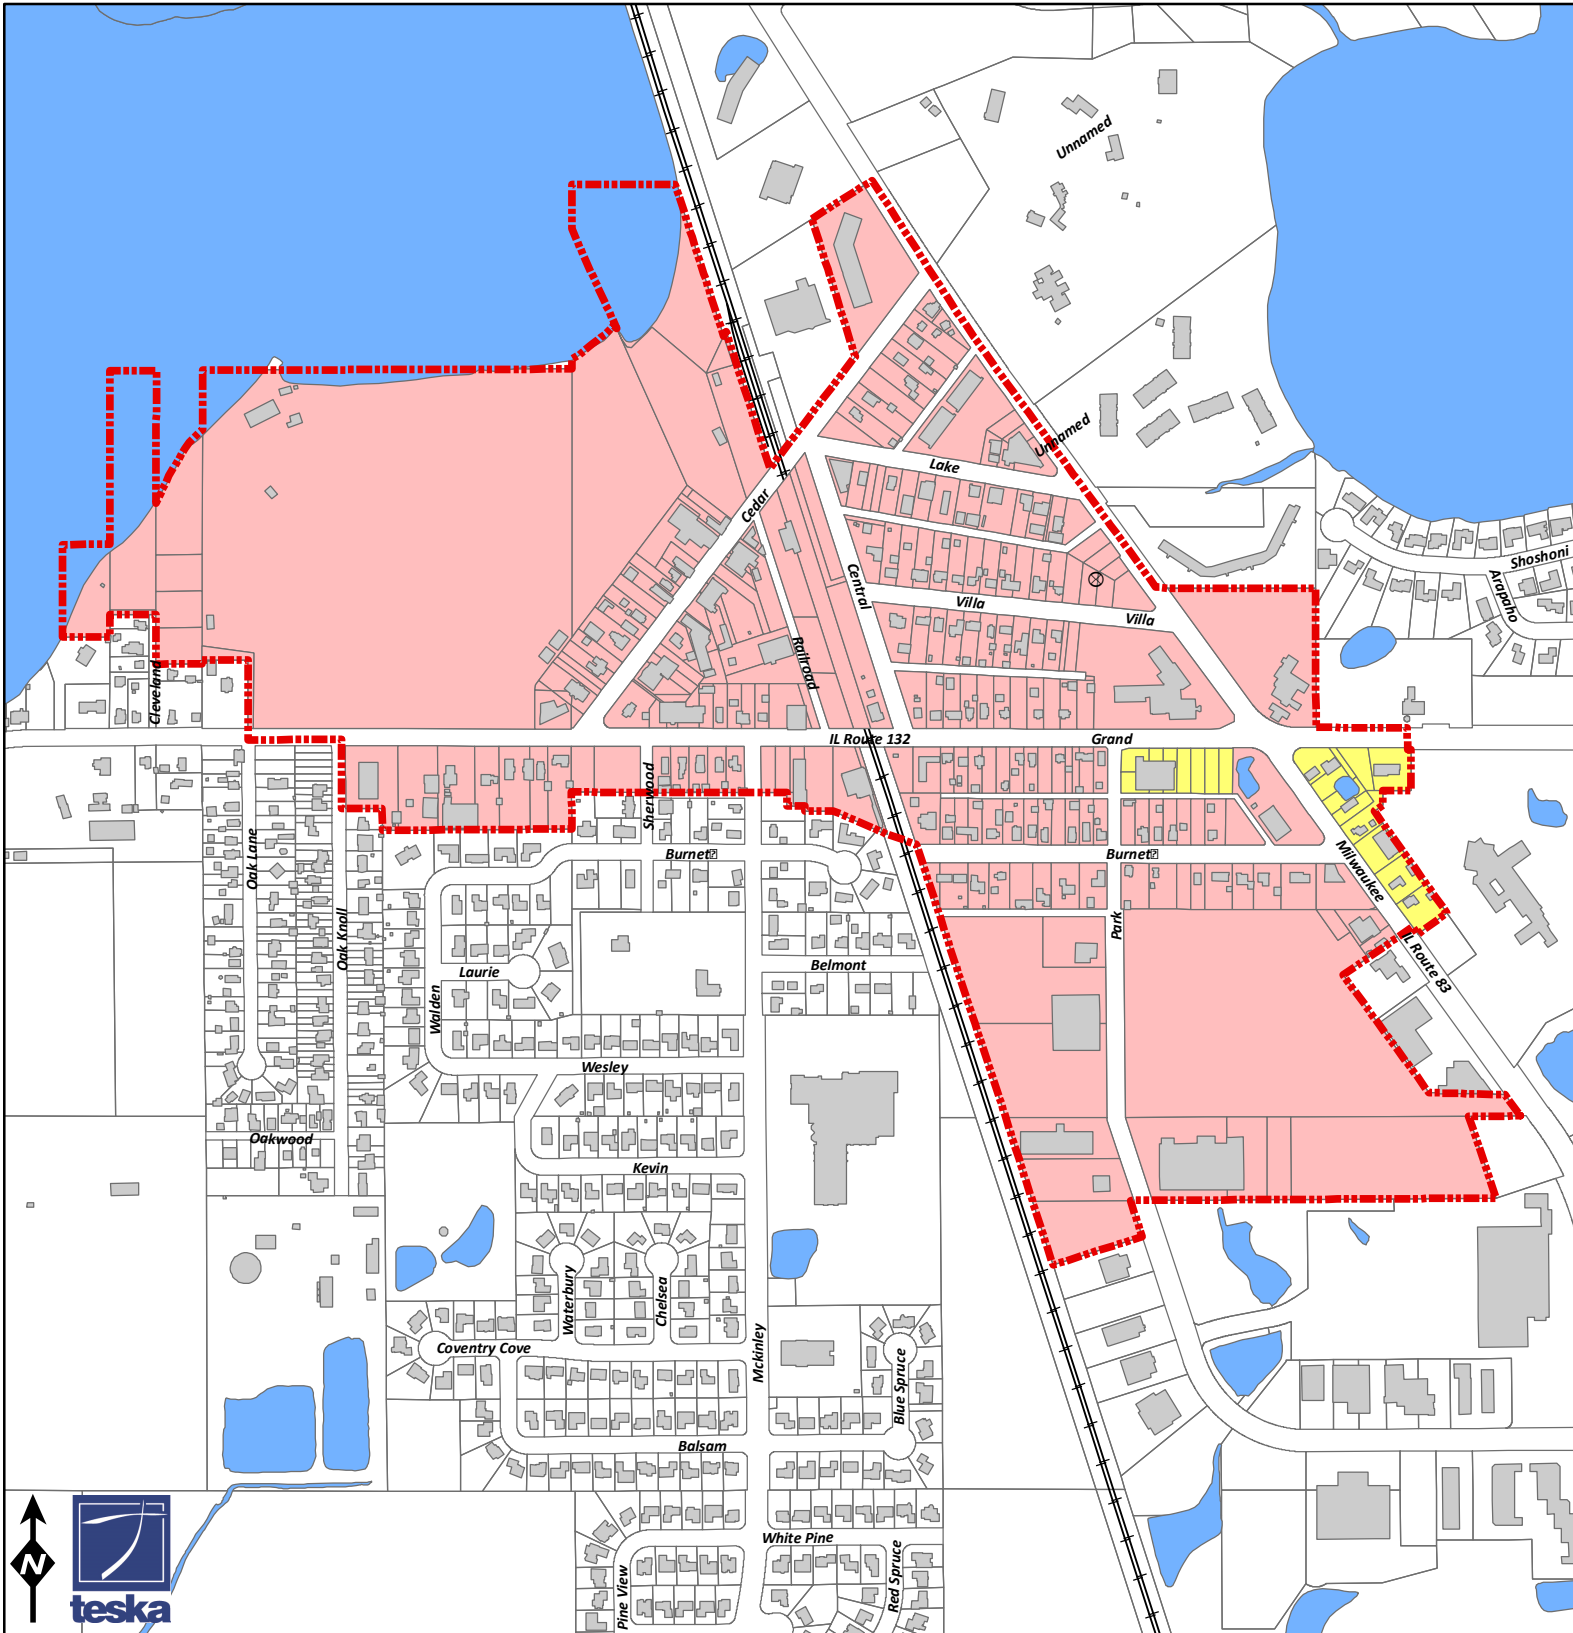 Unnamed
Unnamed
Lake
Cedar
Shoshoni
Arapaho
Central
Villa
Villa
Railroad
Cleveland
IL Route 132
Grand
Sherwood
Oak Lane
Burnet
Burnet
Milwaukee
Oak Knoll
Park
IL Route 83
Laurie
Belmont
Walden
Wesley
Oakwood
Kevin
Waterbury
Chelsea
Coventry Cove
Mckinley
Blue Spruce
Balsam
White Pine
Pine View
Red Spruce
N
teska